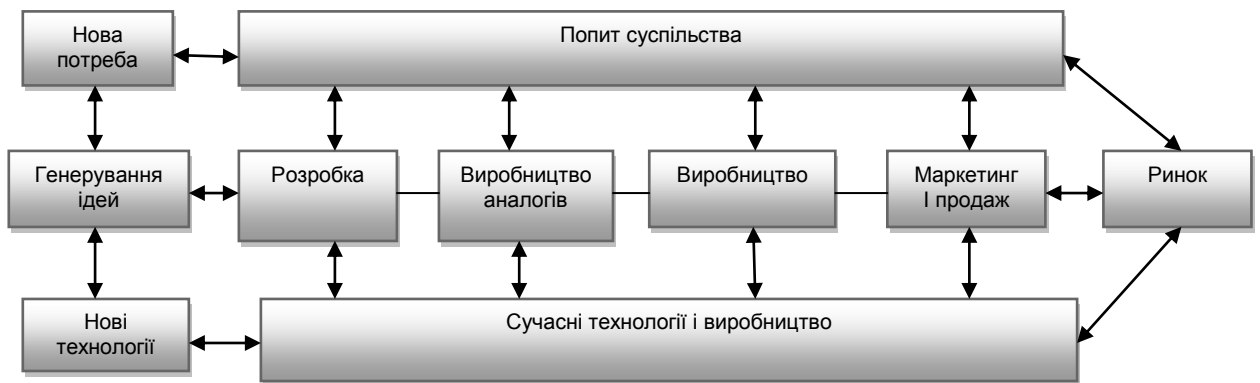 Нова
потреба
Попит суспільства
Генерування
ідей
Розробка
Виробництво
аналогів
Виробництво
Маркетинг
І продаж
Ринок
Нові
технології
Сучасні технології і виробництво